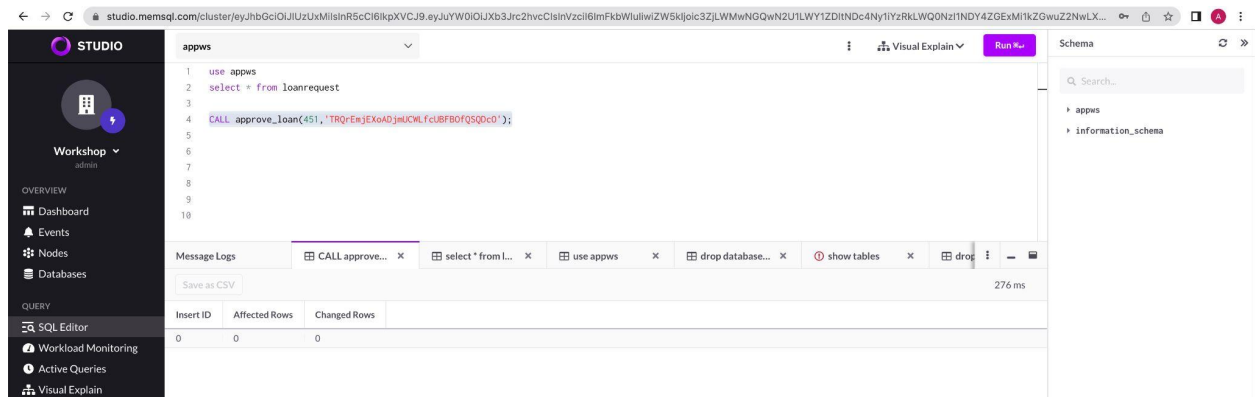 studio.memsql.com/cluster/
A
STUDIO
Workshop
admin
OVERVIEW
Dashboard
Events
Nodes
Databases
QUERY
SQL Editor
Workload Monitoring
Active Queries
Visual Explain
appws
Visual Explain
Run
1 use appws
2 select * from loanrequest
3
4 CALL approve_loan(451,'TRQrEmjEXoADjmUCWLfcUBFBOfQSQDcO');
5
6
7
8
9
10
Message Logs
CALL approve... ×
select * from l... ×
use appws ×
drop database... ×
show tables ×
drop
Save as CSV
276 ms
Insert ID Affected Rows Changed Rows
0 0 0
Schema
Search...
appws
information_schema